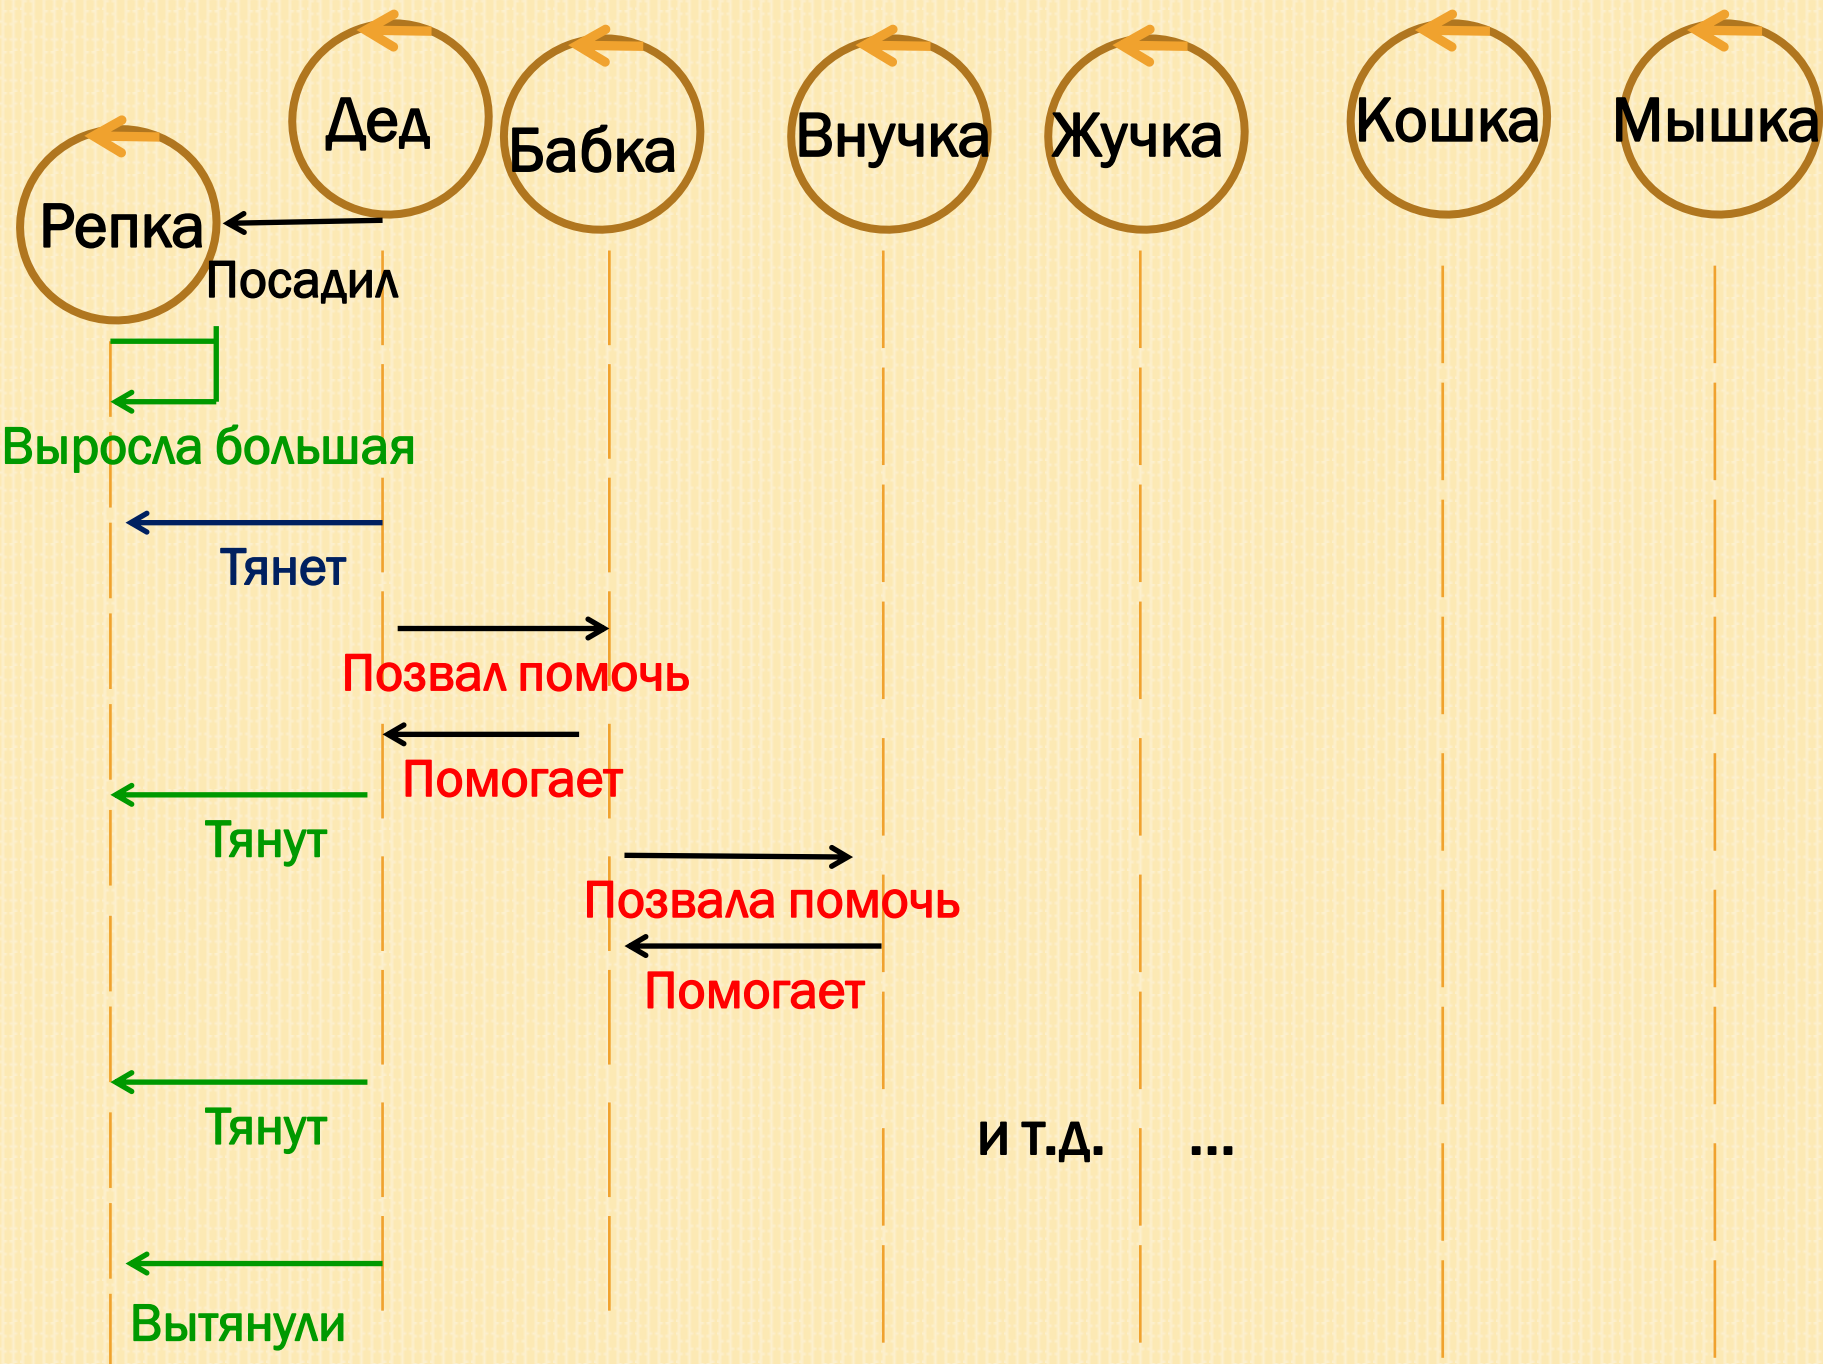 Дед
Бабка
Внучка
Жучка
Кошка
Мышка
Репка
Посадил
Выросла большая
Тянет
Позвал помочь
Помогает
Тянут
Позвала помочь
Помогает
Тянут
и т.д. ...
Вытянули